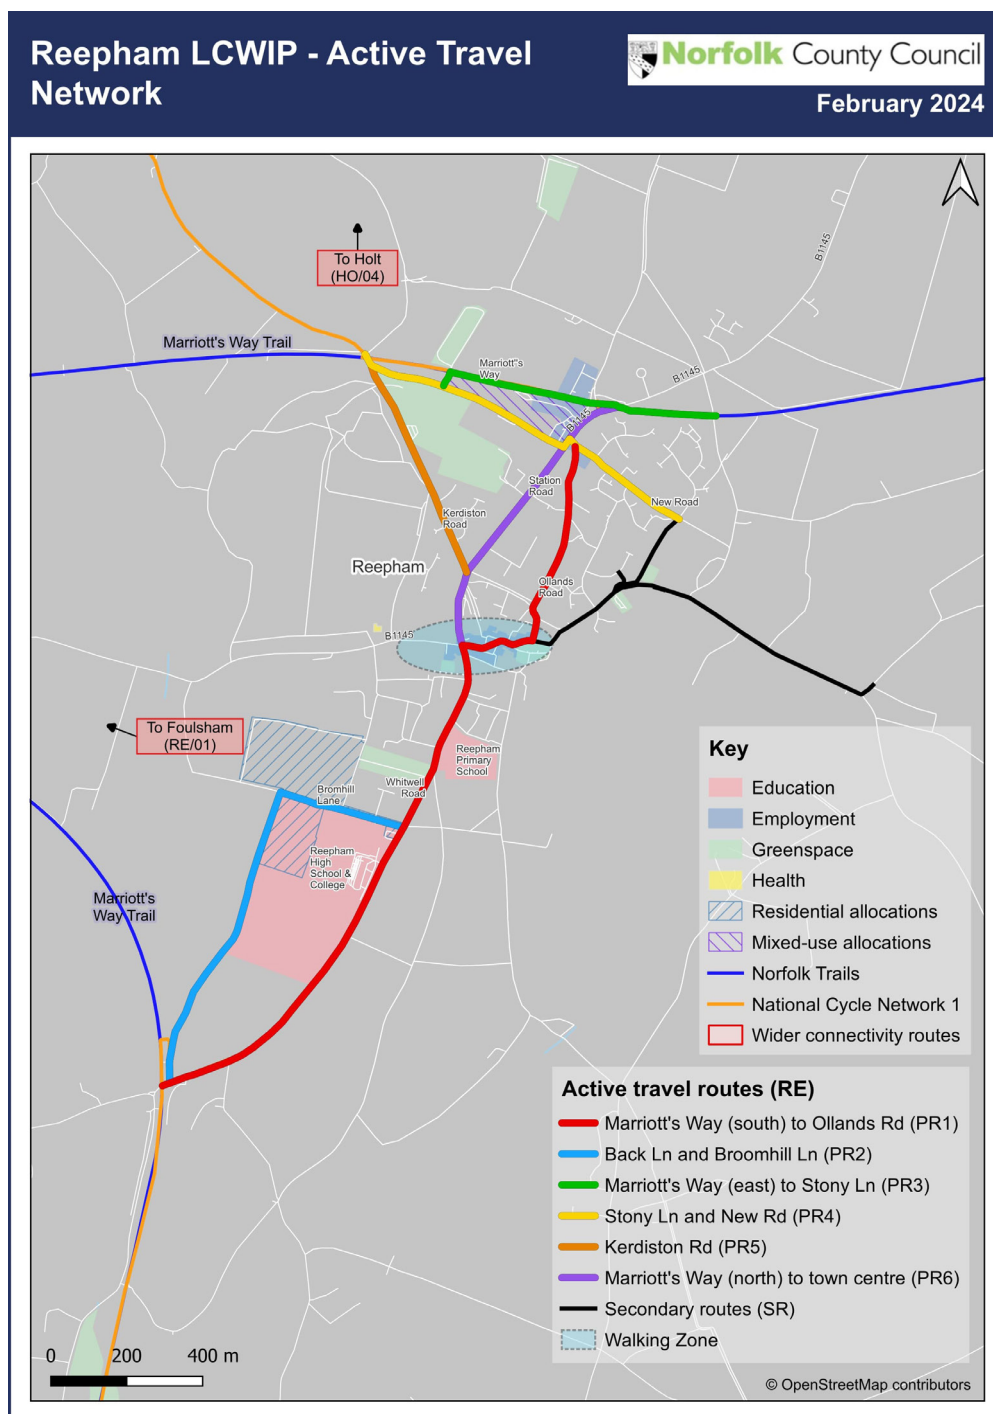 Reepham LCWIP - Active Travel
Network
Norfolk County Council
February 2024
To Holt
(HO/04)
B1145
Marriott's Way Trail
Marriott"s
Way
B1145
B1145
Station
Road
New Road
Kerdiston
Road
Reepham
Ollands
Road
B1145
To Foulsham
(RE/01)
Reepham
Primary
School
Whitwell
Road
Bromhill
Lane
Reepham
High
School &
College
Marriott's
Way Trail
Key
Education
Employment
Greenspace
Health
Residential allocations
Mixed-use allocations
Norfolk Trails
National Cycle Network 1
Wider connectivity routes
Active travel routes (RE)
Marriott's Way (south) to Ollands Rd (PR1)
Back Ln and Broomhill Ln (PR2)
Marriott's Way (east) to Stony Ln (PR3)
Stony Ln and New Rd (PR4)
Kerdiston Rd (PR5)
Marriott's Way (north) to town centre (PR6)
Secondary routes (SR)
Walking Zone
0 200 400 m
© OpenStreetMap contributors